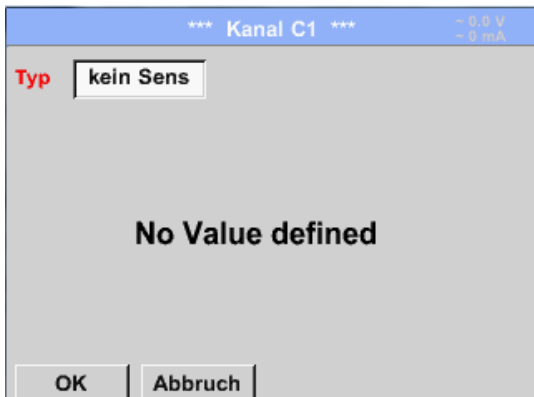 *** Kanal C1 ***
~ 0.0 V
~ 0 mA
Typ kein Sens
No Value defined
OK Abbruch